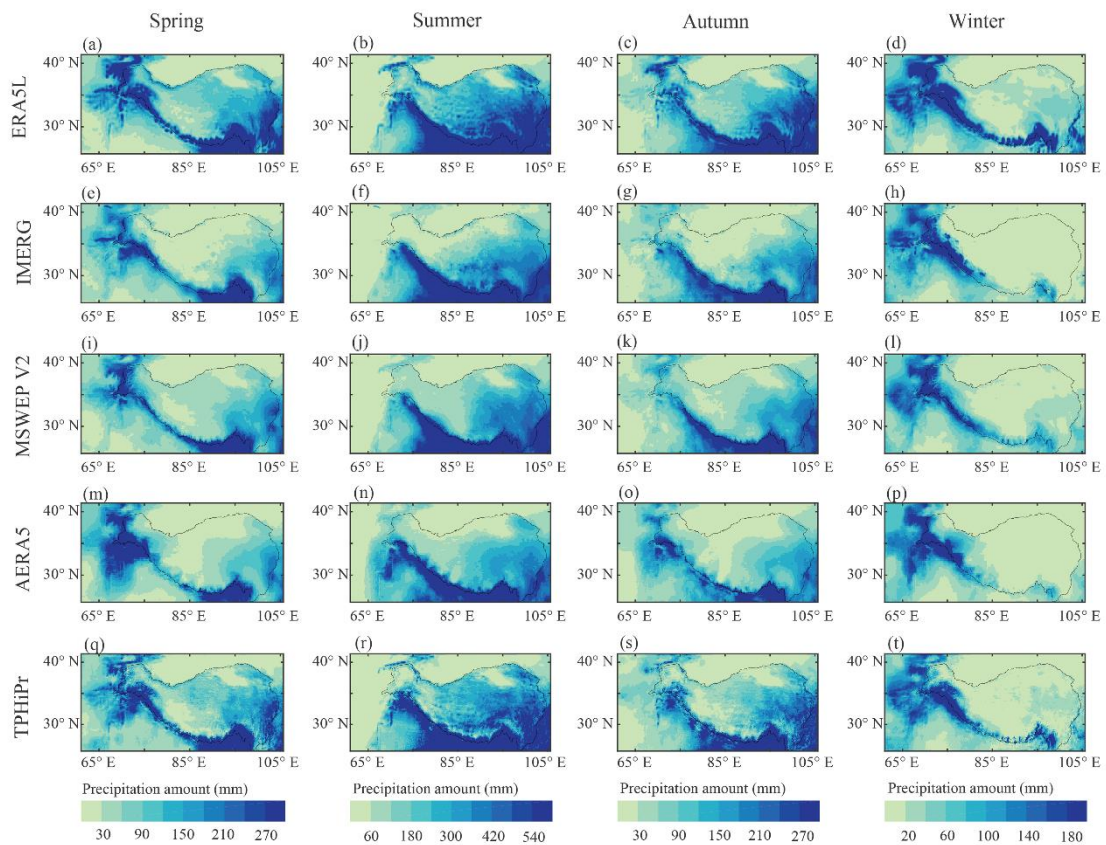 Spring Summer Autumn Winter
ERA5L
(a) (b) (c) (d)
40° N 40° N 40° N 40° N
30° N 30° N 30° N 30° N
65° E 85° E 105° E 65° E 85° E 105° E 65° E 85° E 105° E 65° E 85° E 105° E
IMERG
(e) (f) (g) (h)
40° N 40° N 40° N 40° N
30° N 30° N 30° N 30° N
65° E 85° E 105° E 65° E 85° E 105° E 65° E 85° E 105° E 65° E 85° E 105° E
MSWEP V2
(i) (j) (k) (l)
40° N 40° N 40° N 40° N
30° N 30° N 30° N 30° N
65° E 85° E 105° E 65° E 85° E 105° E 65° E 85° E 105° E 65° E 85° E 105° E
AERA5
(m) (n) (o) (p)
40° N 40° N 40° N 40° N
30° N 30° N 30° N 30° N
65° E 85° E 105° E 65° E 85° E 105° E 65° E 85° E 105° E 65° E 85° E 105° E
TPHiPr
(q) (r) (s) (t)
40° N 40° N 40° N 40° N
30° N 30° N 30° N 30° N
65° E 85° E 105° E 65° E 85° E 105° E 65° E 85° E 105° E 65° E 85° E 105° E
Precipitation amount (mm) Precipitation amount (mm) Precipitation amount (mm) Precipitation amount (mm)
30 90 150 210 270 60 180 300 420 540 30 90 150 210 270 20 60 100 140 180